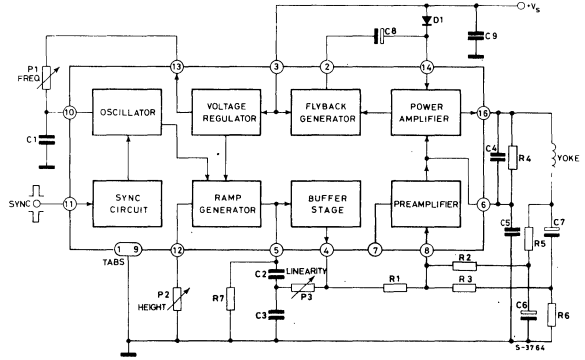 +Vs
D1
C8
C9
P1
FREQ.
13
3
2
14
10
OSCILLATOR
VOLTAGE
REGULATOR
FLYBACK
GENERATOR
POWER
AMPLIFIER
16
C1
C4
R4
YOKE
SYNC
11
SYNC
CIRCUIT
RAMP
GENERATOR
BUFFER
STAGE
PREAMPLIFIER
6
C5
R5
C7
1 9
TABS
12
5
4
7
8
P2
HEIGHT
R7
C2
LINEARITY
P3
R1
R2
R3
C3
C6
R6
S-3764